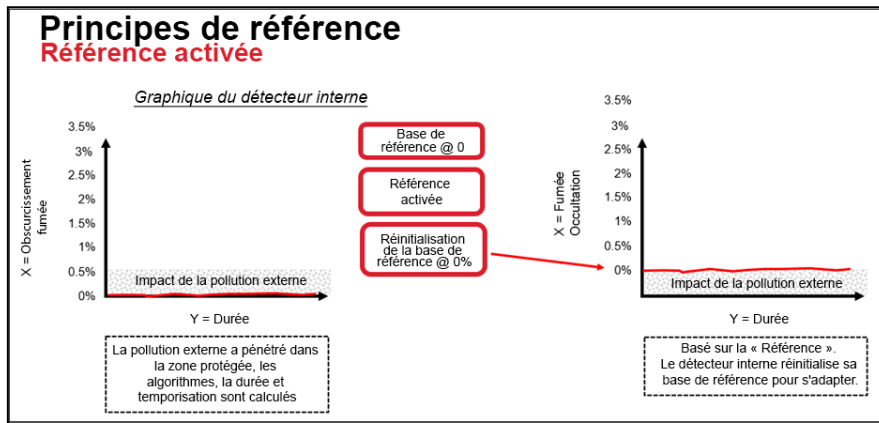 Principes de référence
Référence activée
Graphique du détecteur interne
X = Obscurcissement
fumée
3.5%
3%
2.5%
2%
1.5%
1%
0.5%
0%
Impact de la pollution externe
Y = Durée
La pollution externe a pénétré dans
la zone protégée, les
algorithmes, la durée et
temporisation sont calculés
Base de
référence @ 0
Référence
activée
Réinitialisation
de la base de
référence @ 0%
X = Fumée
Occultation
3.5%
3%
2.5%
2%
1.5%
1%
0.5%
0%
Impact de la pollution externe
Y = Durée
Basé sur la « Référence ».
Le détecteur interne réinitialise sa
base de référence pour s'adapter.